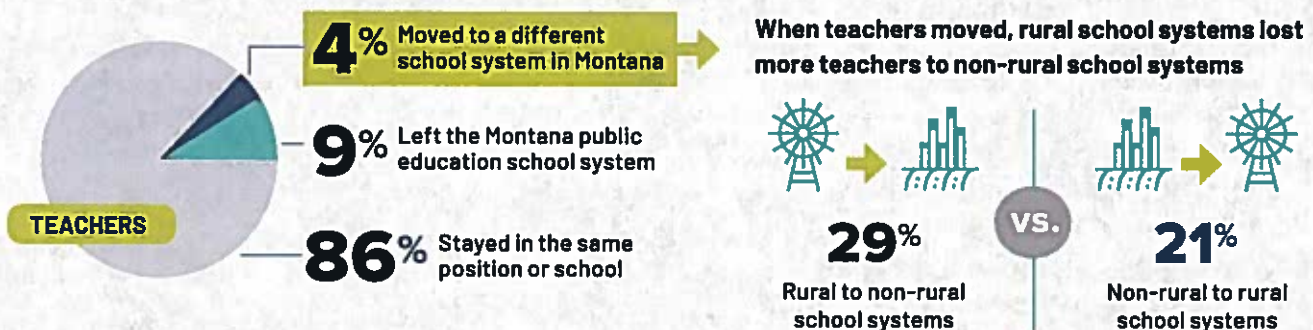 4% Moved to a different
school system in Montana
9% Left the Montana public
education school system
TEACHERS
86% Stayed in the same
position or school
When teachers moved, rural school systems lost
more teachers to non-rural school systems
29%
Rural to non-rural
school systems
VS.
21%
Non-rural to rural
school systems